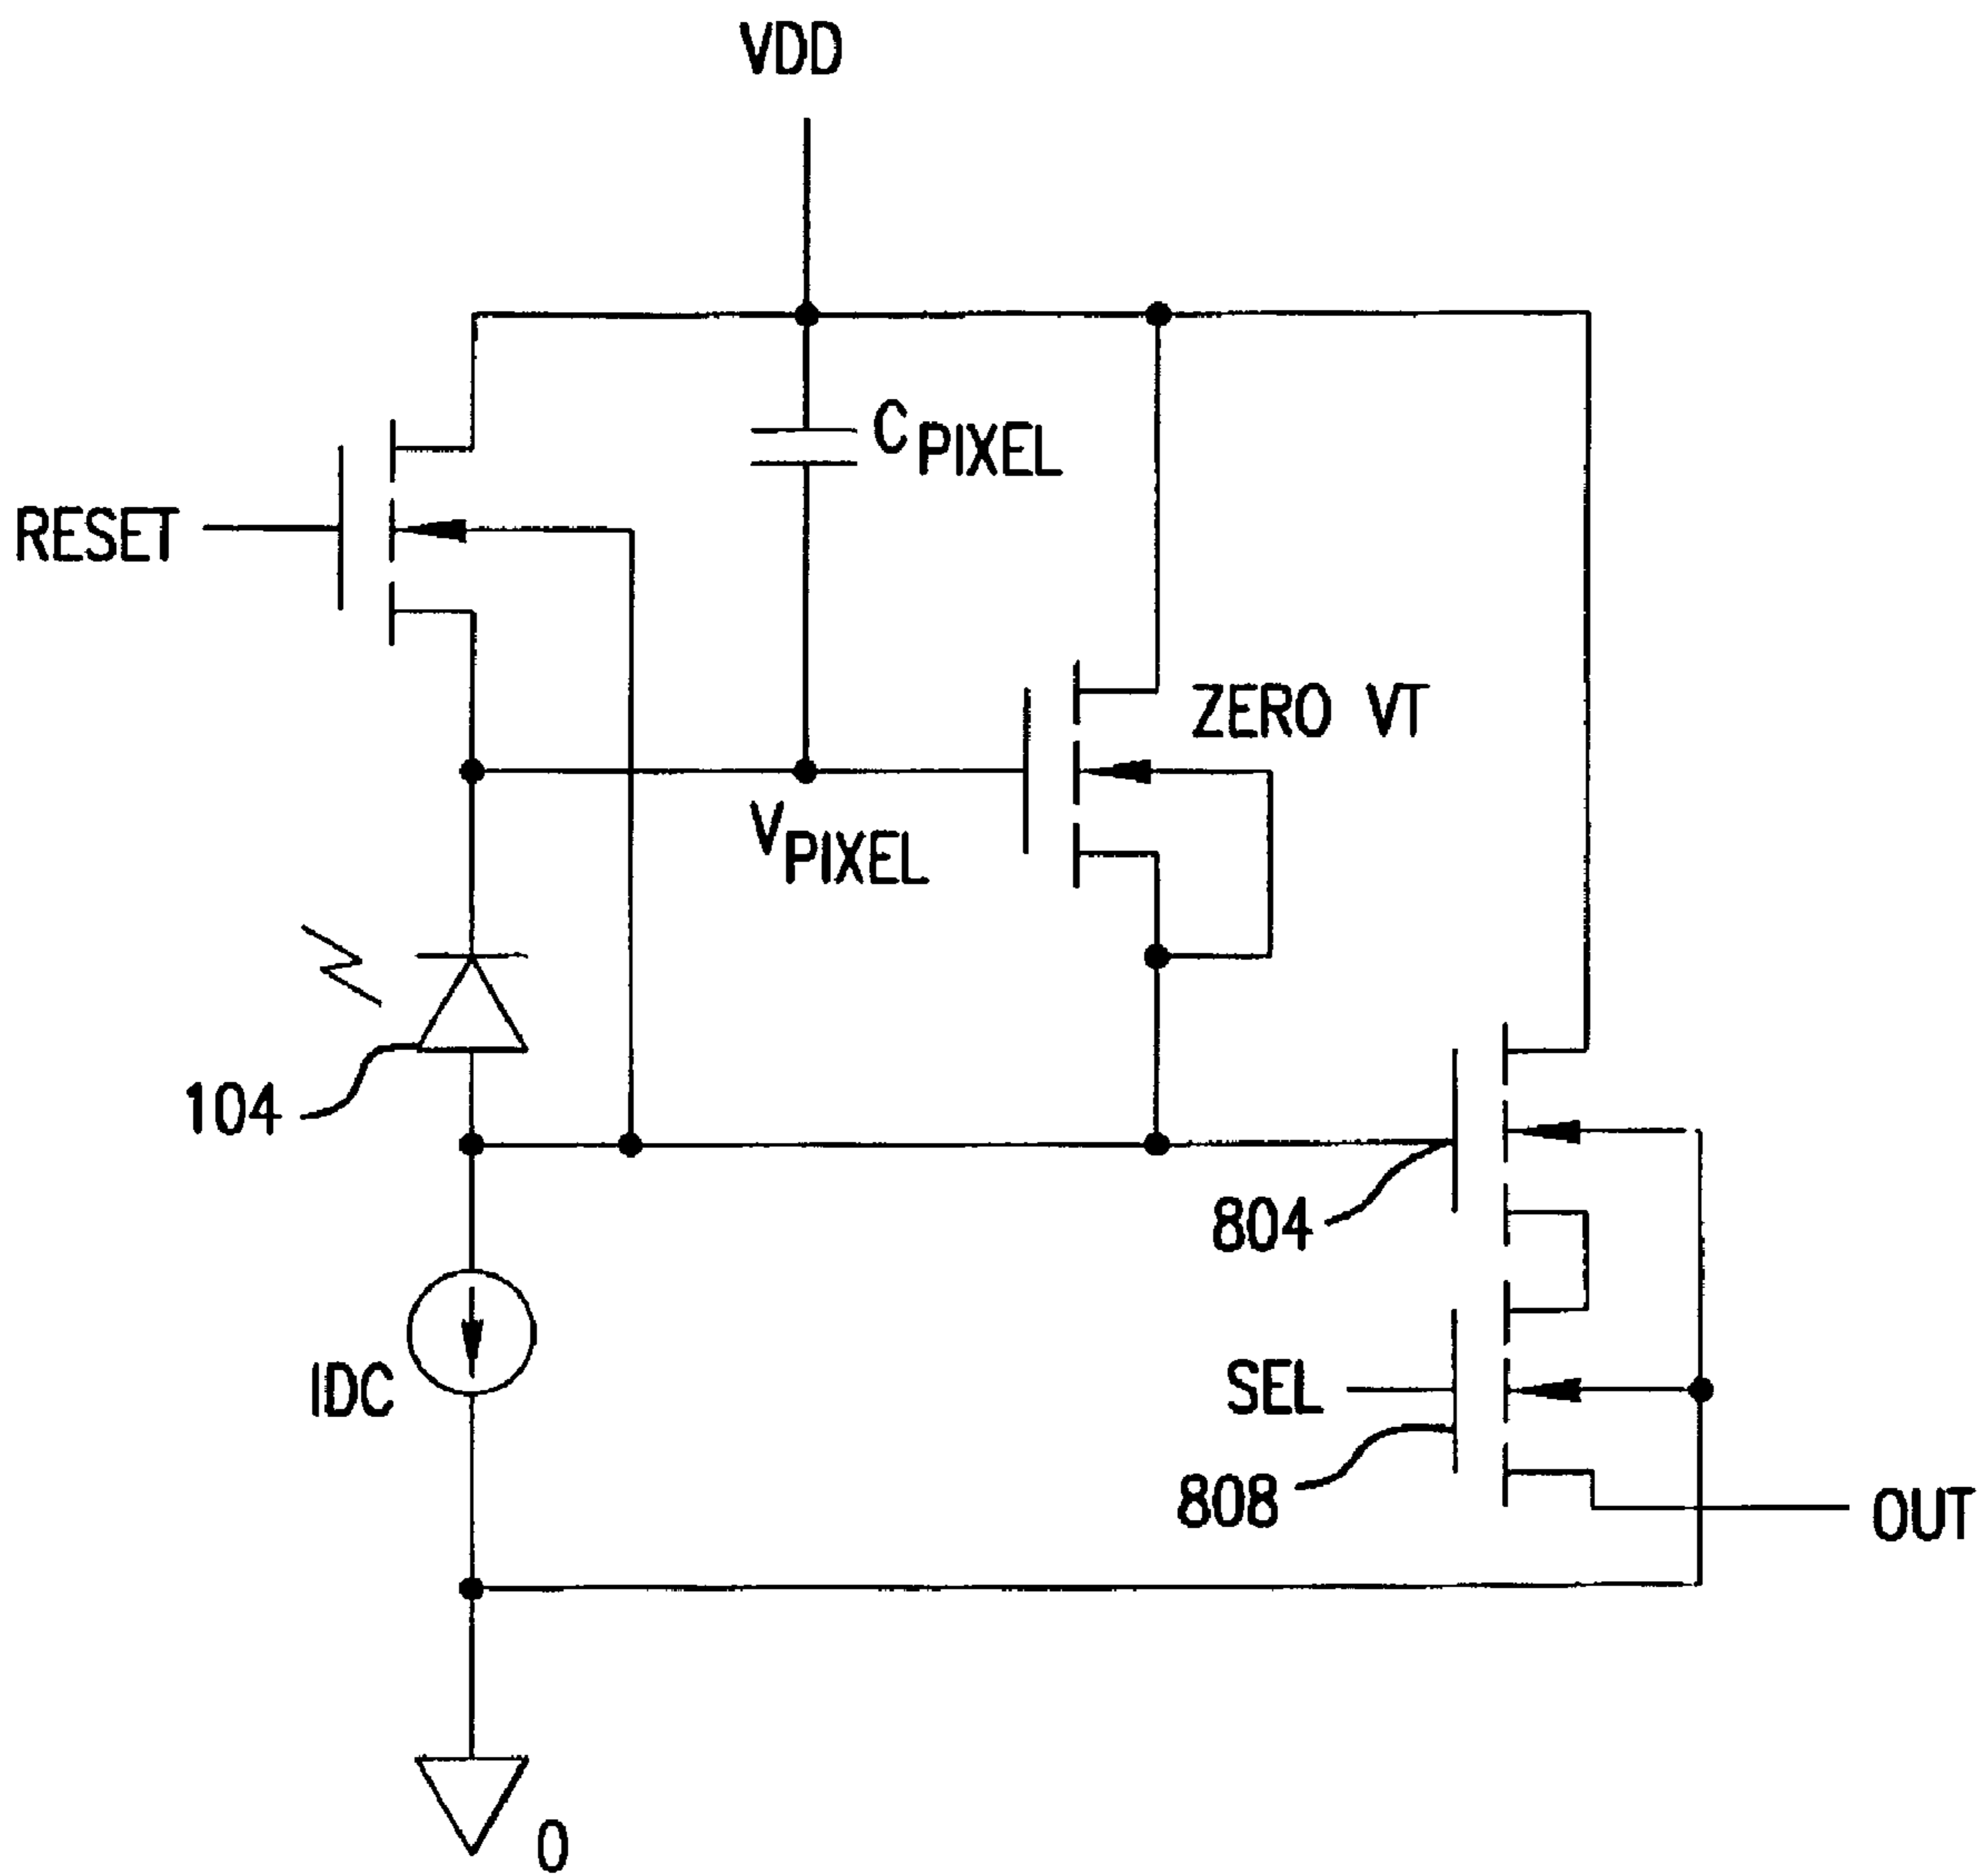 VDD
C PIXEL
RESET
ZERO VT
V PIXEL
104
804
IDC
SEL
808
OUT
0